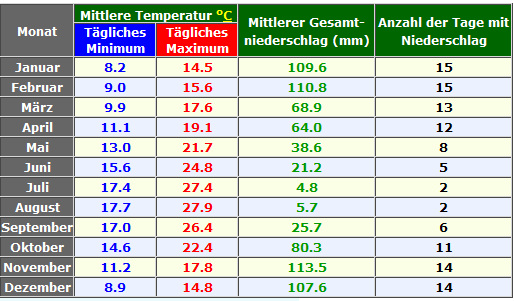 Monat Mittlere Temperatur °C Mittlerer Gesamt-niederschlag (mm) Anzahl der Tage mit Niederschlag
Tägliches Minimum Tägliches Maximum
Januar 8.2 14.5 109.6 15
Februar 9.0 15.6 110.8 15
März 9.9 17.6 68.9 13
April 11.1 19.1 64.0 12
Mai 13.0 21.7 38.6 8
Juni 15.6 24.8 21.2 5
Juli 17.4 27.4 4.8 2
August 17.7 27.9 5.7 2
September 17.0 26.4 25.7 6
Oktober 14.6 22.4 80.3 11
November 11.2 17.8 113.5 14
Dezember 8.9 14.8 107.6 14